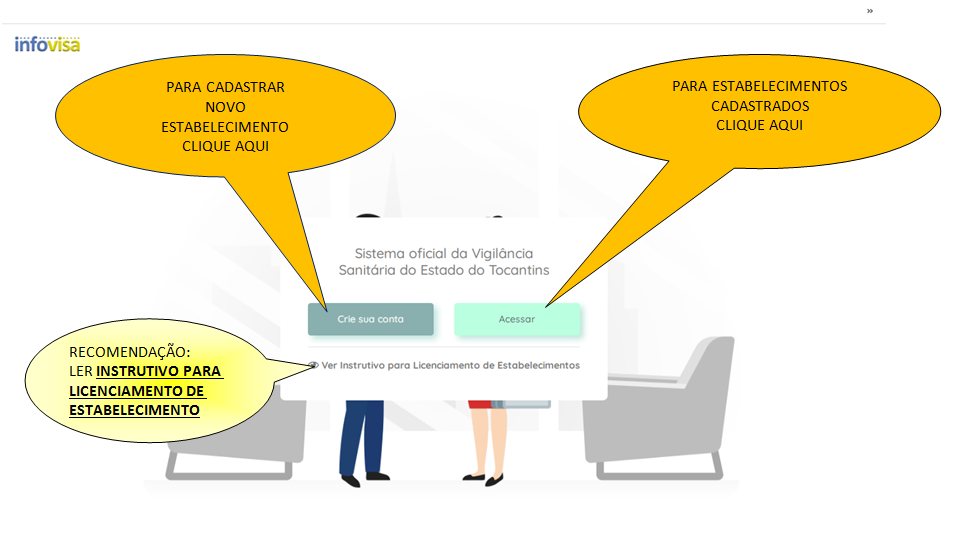 »
infovisa
PARA CADASTRAR
NOVO
ESTABELECIMENTO
CLIQUE AQUI
PARA ESTABELECIMENTOS
CADASTRADOS
CLIQUE AQUI
Sistema oficial da Vigilância
Sanitária do Estado do Tocantins
Crie sua conta
Acessar
Ver Instrutivo para Licenciamento de Estabelecimentos
RECOMENDAÇÃO:
LER INSTRUTIVO PARA
LICENCIAMENTO DE
ESTABELECIMENTO